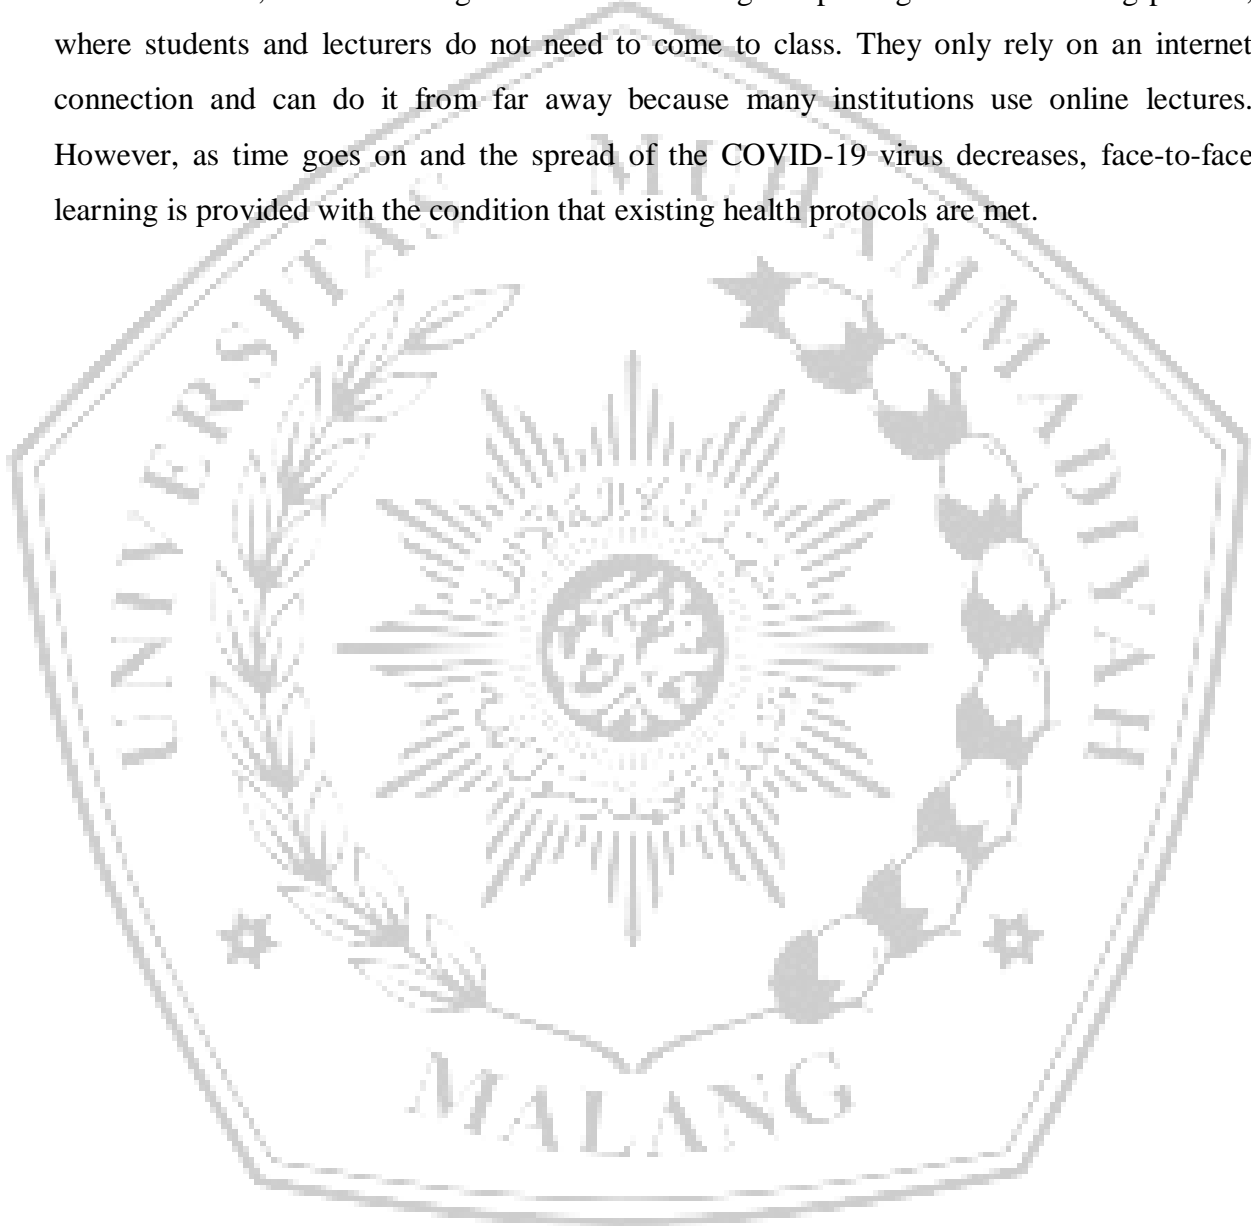 where students and lecturers do not need to come to class. They only rely on an internet
connection and can do it from far away because many institutions use online lectures.
However, as time goes on and the spread of the COVID-19 virus decreases, face-to-face
learning is provided with the condition that existing health protocols are met.
UNIVERSITAS MUHAMMADIYAH
MALANG